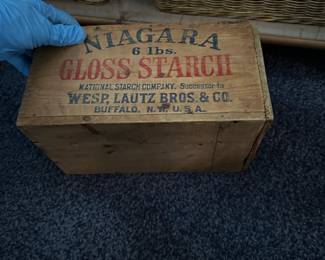 NIAGARA
6 lbs.
GLOSS STARCH
NATIONAL STARCH COMPANY, Successor to
WESP, LAUTZ BROS. & CO.
BUFFALO, N.Y. U.S.A.